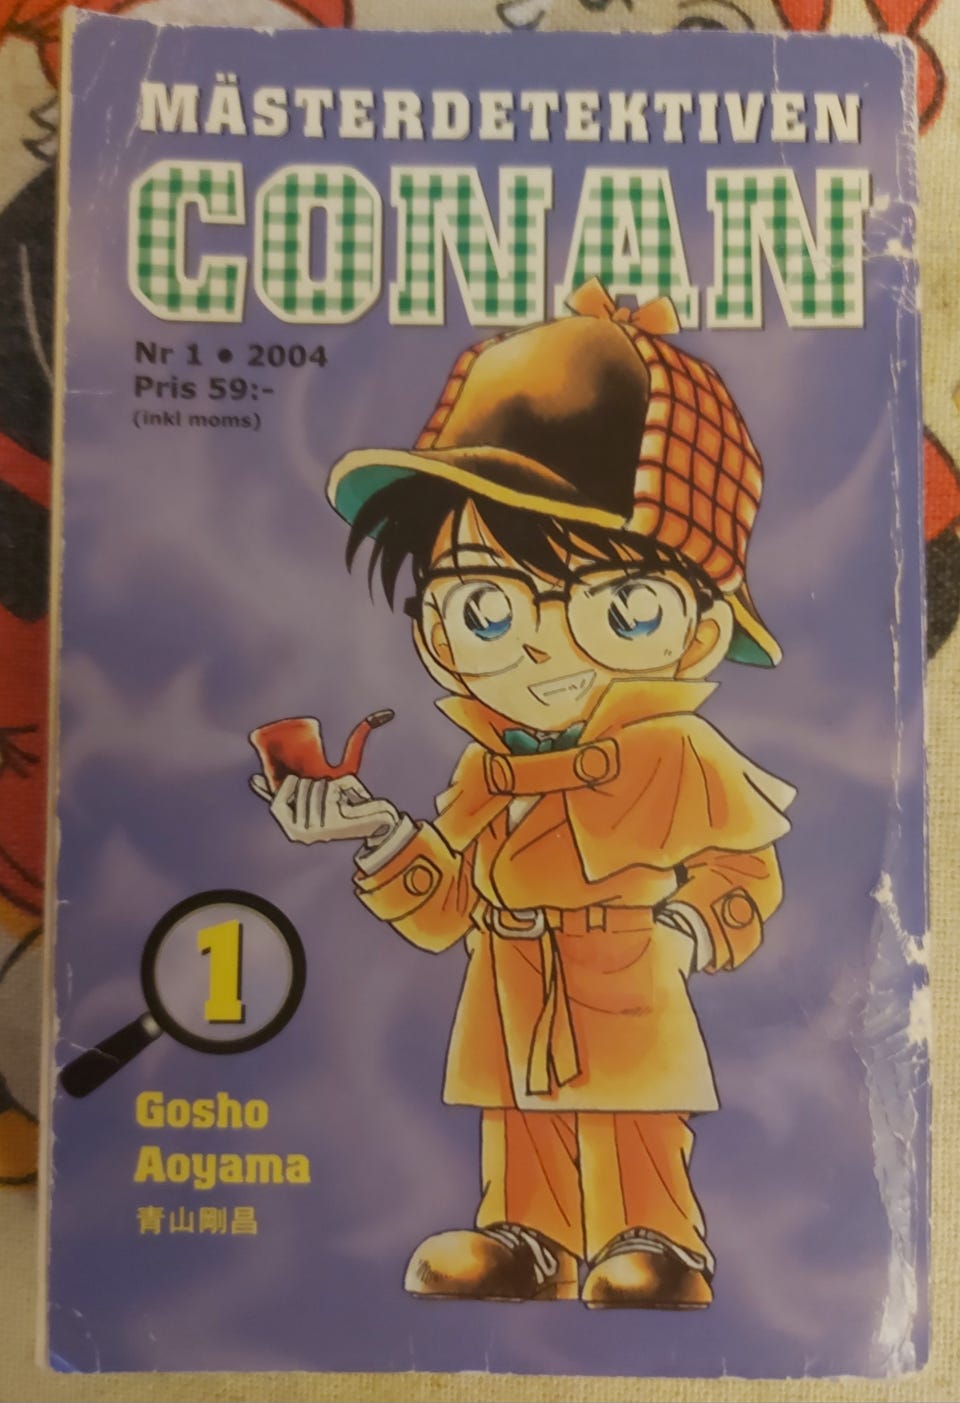 MÄSTERDETEKTIVEN
CONAN
Nr 1 • 2004
Pris 59:-
(inkl moms)
1
Gosho
Aoyama
青山剛昌